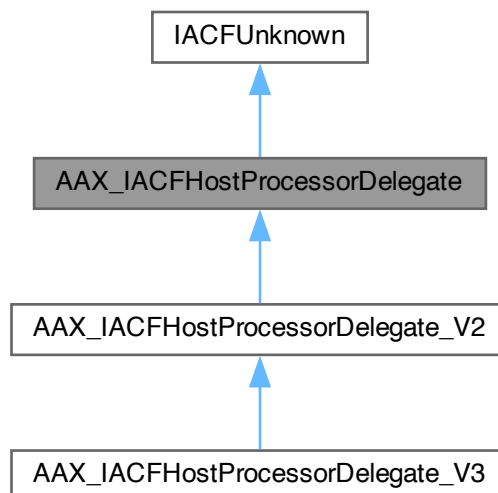 IACFUnknown
AAX_IACFHostProcessorDelegate
AAX_IACFHostProcessorDelegate_V2
AAX_IACFHostProcessorDelegate_V3